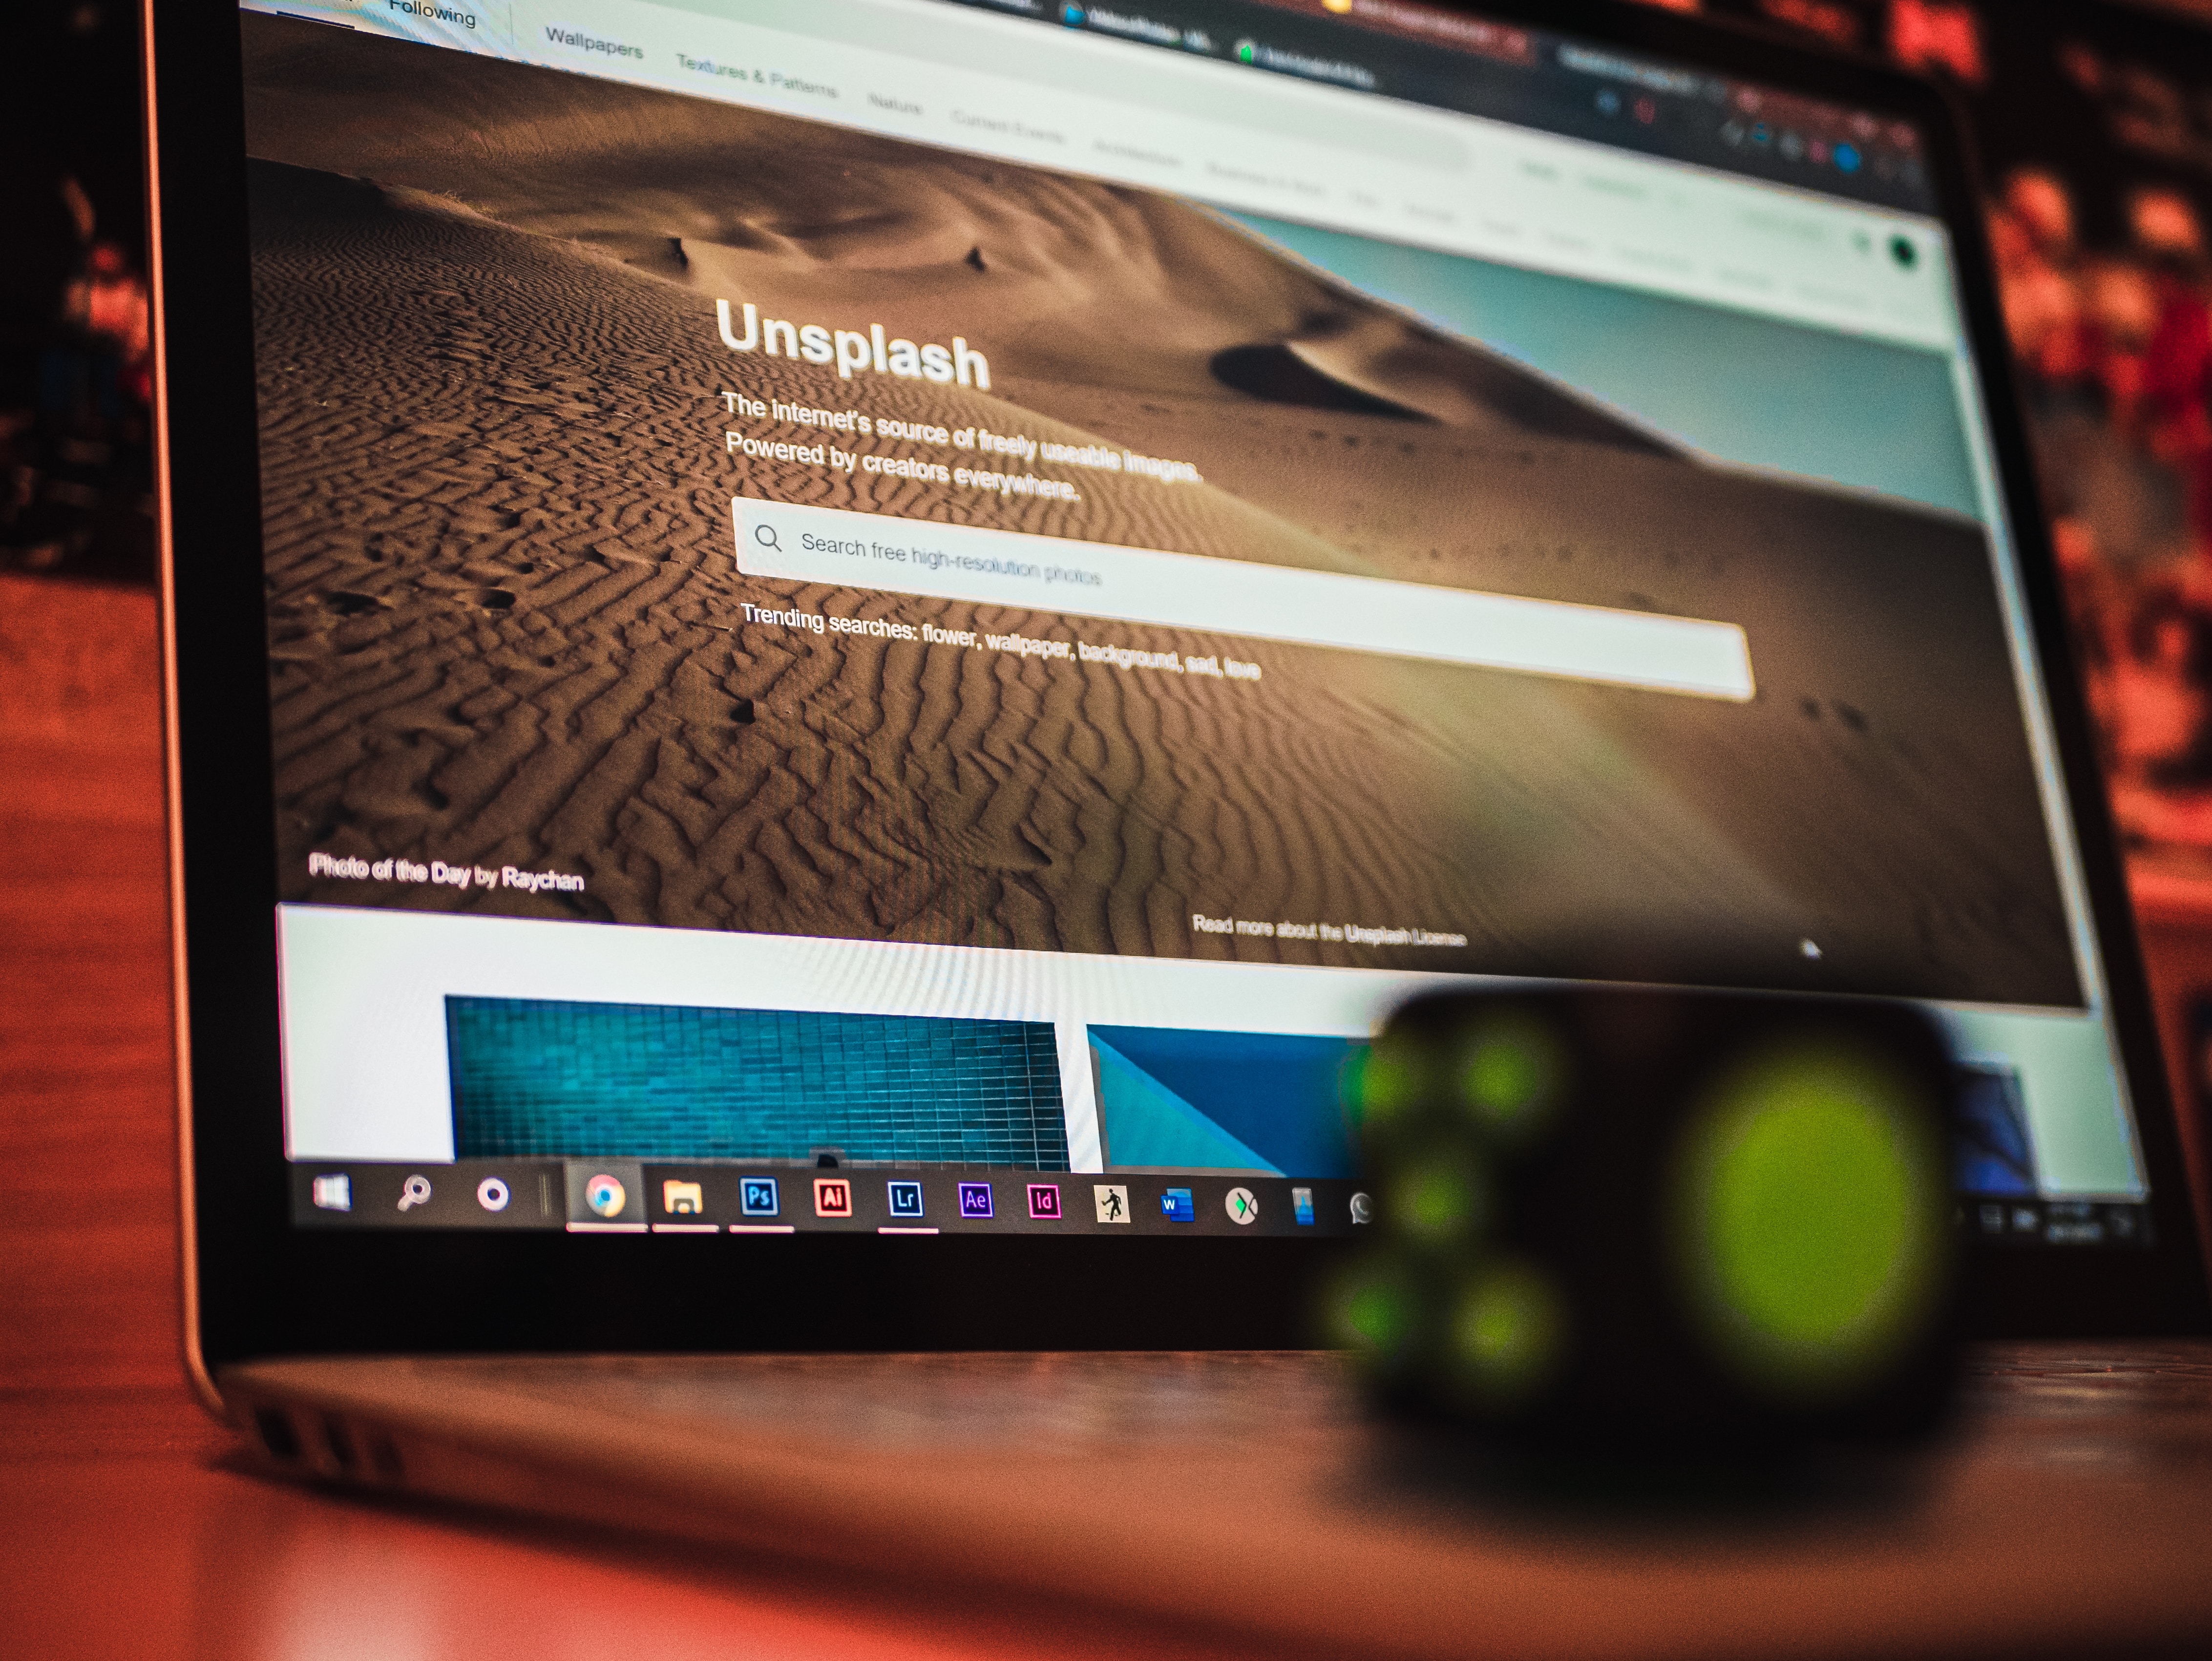 Following
Wallpapers
Textures & Patterns
Nature
Current Events
Architecture
Unsplash
The internet's source of freely useable images.
Powered by creators everywhere.
Search free high-resolution photos
Trending searches: flower, wallpaper, background, sad, love
Photo of the Day by Raychan
Read more about the Unsplash License
Ps
Ai
Lr
Ae
Id
W